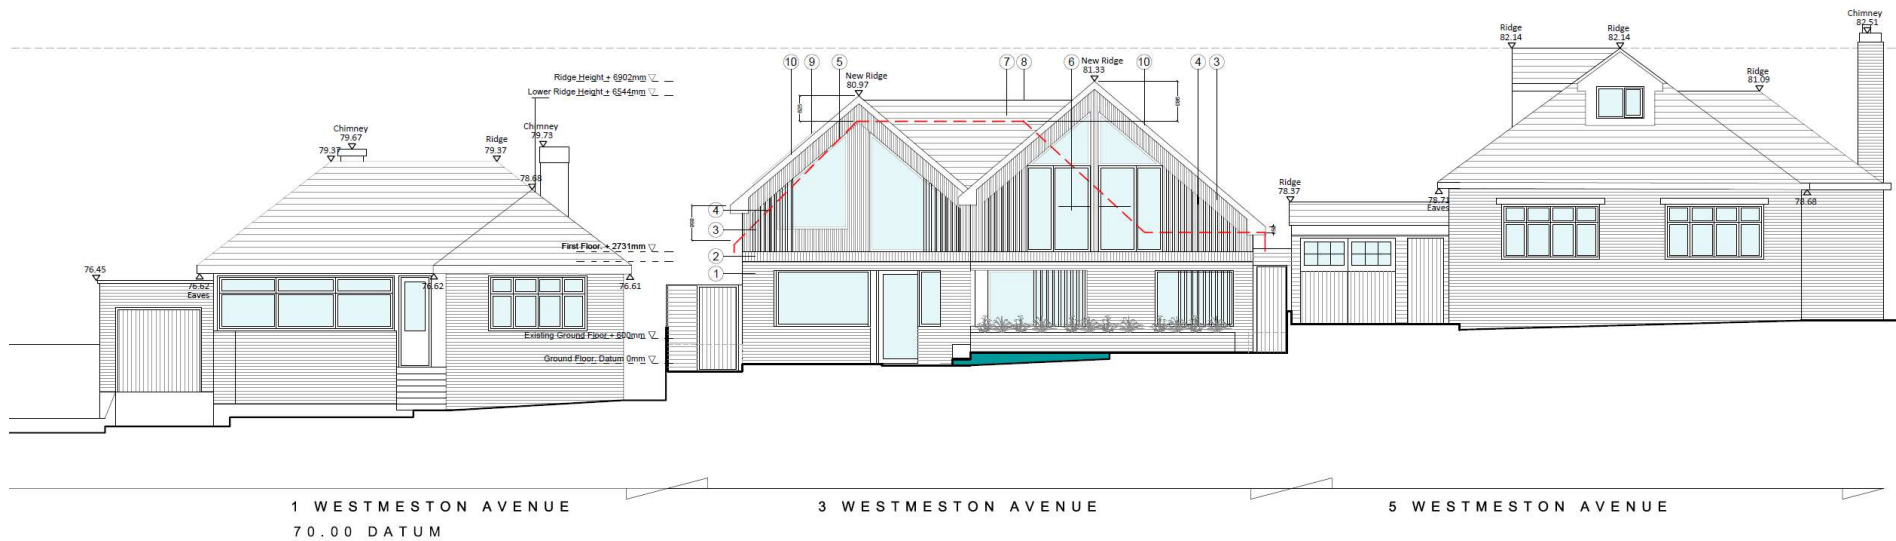 Chimney
79.67
79.37
Ridge
79.37
Chimney
79.73
78.68
76.45
76.62
Eaves
76.62
76.61
Ridge Height + 6902mm
Lower Ridge Height + 6544mm
First Floor, + 2731mm
Existing Ground Floor + 600mm
Ground Floor, Datum 0mm
10
9
5
New Ridge
80.97
7
8
6
New Ridge
81.33
10
4
3
4
3
2
1
Ridge
78.37
Ridge
82.14
Ridge
82.14
Ridge
81.09
Chimney
82.51
78.71
Eaves
78.68
1 WESTMESTON AVENUE
70.00 DATUM
3 WESTMESTON AVENUE
5 WESTMESTON AVENUE